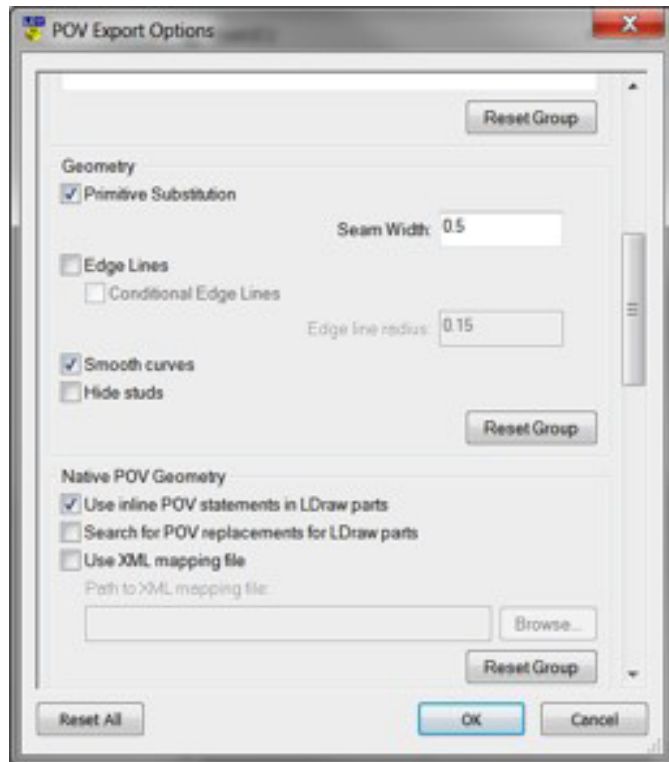 POV Export Options
Reset Group
Geometry
Primitive Substitution
Seam Width: 0.5
Edge Lines
Conditional Edge Lines
Edge line radius: 0.15
Smooth curves
Hide studs
Reset Group
Native POV Geometry
Use inline POV statements in LDraw parts
Search for POV replacements for LDraw parts
Use XML mapping file
Path to XML mapping file:
Browse...
Reset Group
Reset All OK Cancel